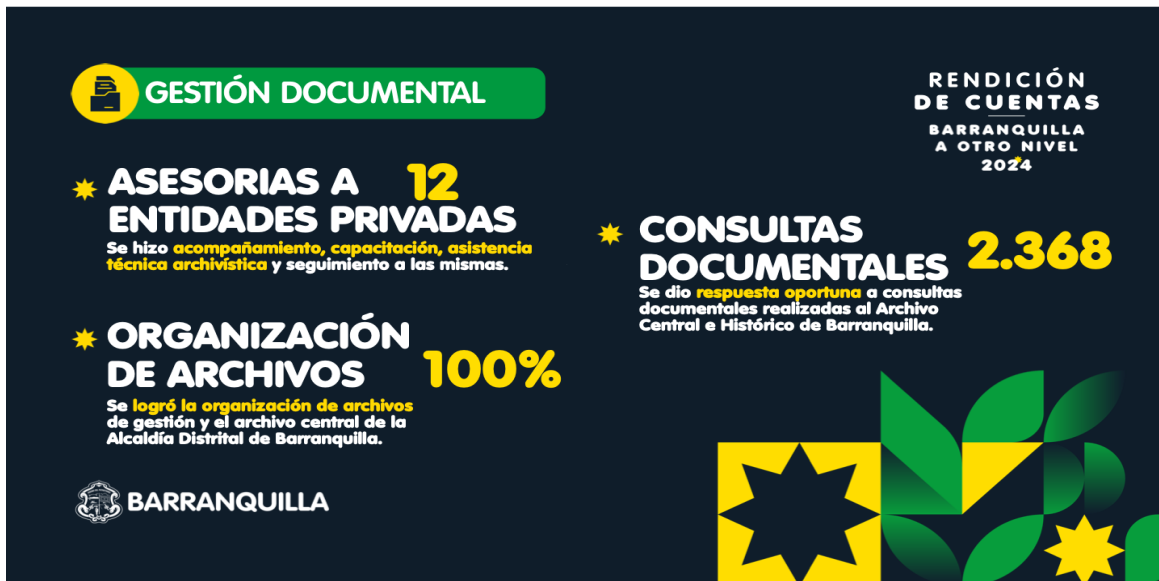 GESTIÓN DOCUMENTAL
RENDICIÓN
DE CUENTAS
BARRANQUILLA
A OTRO NIVEL
2024
ASESORIAS A 12
ENTIDADES PRIVADAS
Se hizo acompañamiento, capacitación, asistencia
técnica archivística y seguimiento a las mismas.
ORGANIZACIÓN
DE ARCHIVOS 100%
Se logró la organización de archivos
de gestión y el archivo central de la
Alcaldía Distrital de Barranquilla.
CONSULTAS
DOCUMENTALES 2.368
Se dio respuesta oportuna a consultas
documentales realizadas al Archivo
Central e Histórico de Barranquilla.
BARRANQUILLA